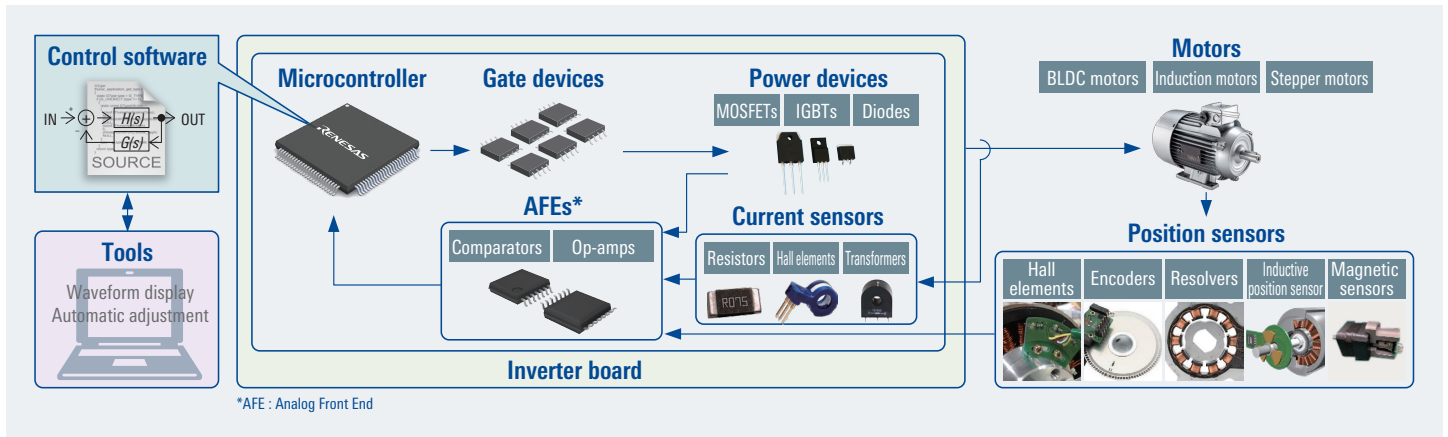 Control software
IN
+
−
H(s)
G(s)
OUT
SOURCE
Tools
Waveform display
Automatic adjustment
Microcontroller
RENESAS
Gate devices
Power devices
MOSFETs
IGBTs
Diodes
AFEs*
Comparators
Op-amps
Current sensors
Resistors
Hall elements
Transformers
R075
Inverter board
*AFE : Analog Front End
Motors
BLDC motors
Induction motors
Stepper motors
Position sensors
Hall
elements
Encoders
Resolvers
Inductive
position sensor
Magnetic
sensors